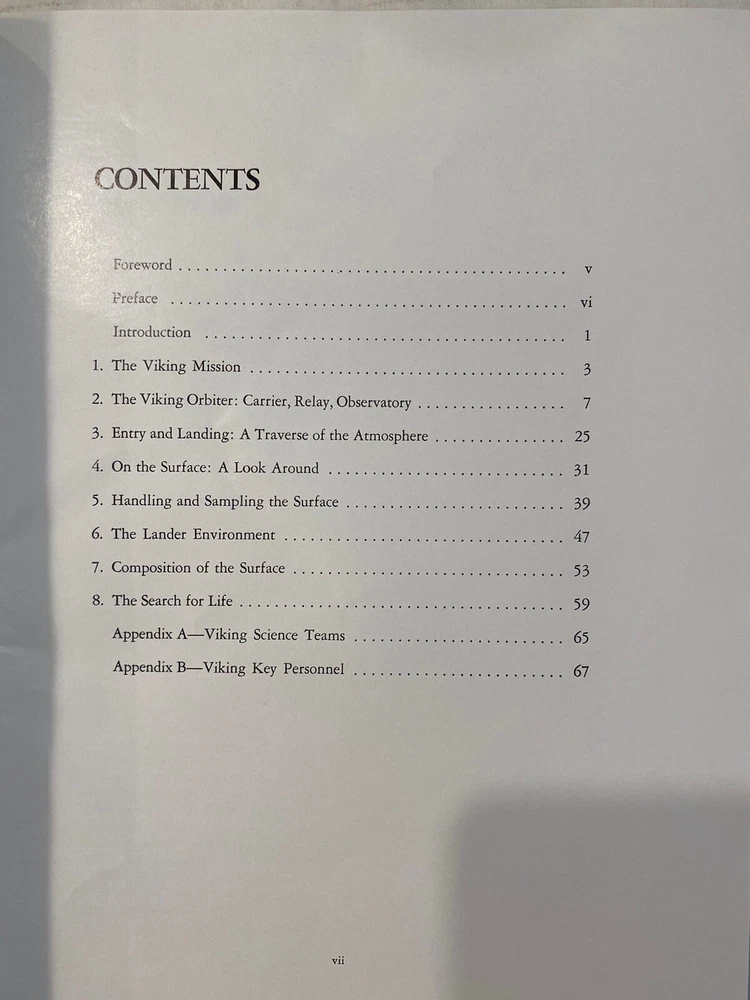 CONTENTS
Foreword . . . . . . . . . . . . . . . . . . . . . . . . . . . . . . . . . . . . . . . . . . . . v
Preface . . . . . . . . . . . . . . . . . . . . . . . . . . . . . . . . . . . . . . . . . . . . . vi
Introduction . . . . . . . . . . . . . . . . . . . . . . . . . . . . . . . . . . . . . . . . . 1
1. The Viking Mission . . . . . . . . . . . . . . . . . . . . . . . . . . . . . . . . . . . . 3
2. The Viking Orbiter: Carrier, Relay, Observatory . . . . . . . . . . . . . . . . . 7
3. Entry and Landing: A Traverse of the Atmosphere . . . . . . . . . . . . . . . 25
4. On the Surface: A Look Around . . . . . . . . . . . . . . . . . . . . . . . . . . . 31
5. Handling and Sampling the Surface . . . . . . . . . . . . . . . . . . . . . . . . . 39
6. The Lander Environment . . . . . . . . . . . . . . . . . . . . . . . . . . . . . . . . 47
7. Composition of the Surface . . . . . . . . . . . . . . . . . . . . . . . . . . . . . . . 53
8. The Search for Life . . . . . . . . . . . . . . . . . . . . . . . . . . . . . . . . . . . . . 59
Appendix A—Viking Science Teams . . . . . . . . . . . . . . . . . . . . . . . . 65
Appendix B—Viking Key Personnel . . . . . . . . . . . . . . . . . . . . . . . . 67
vii